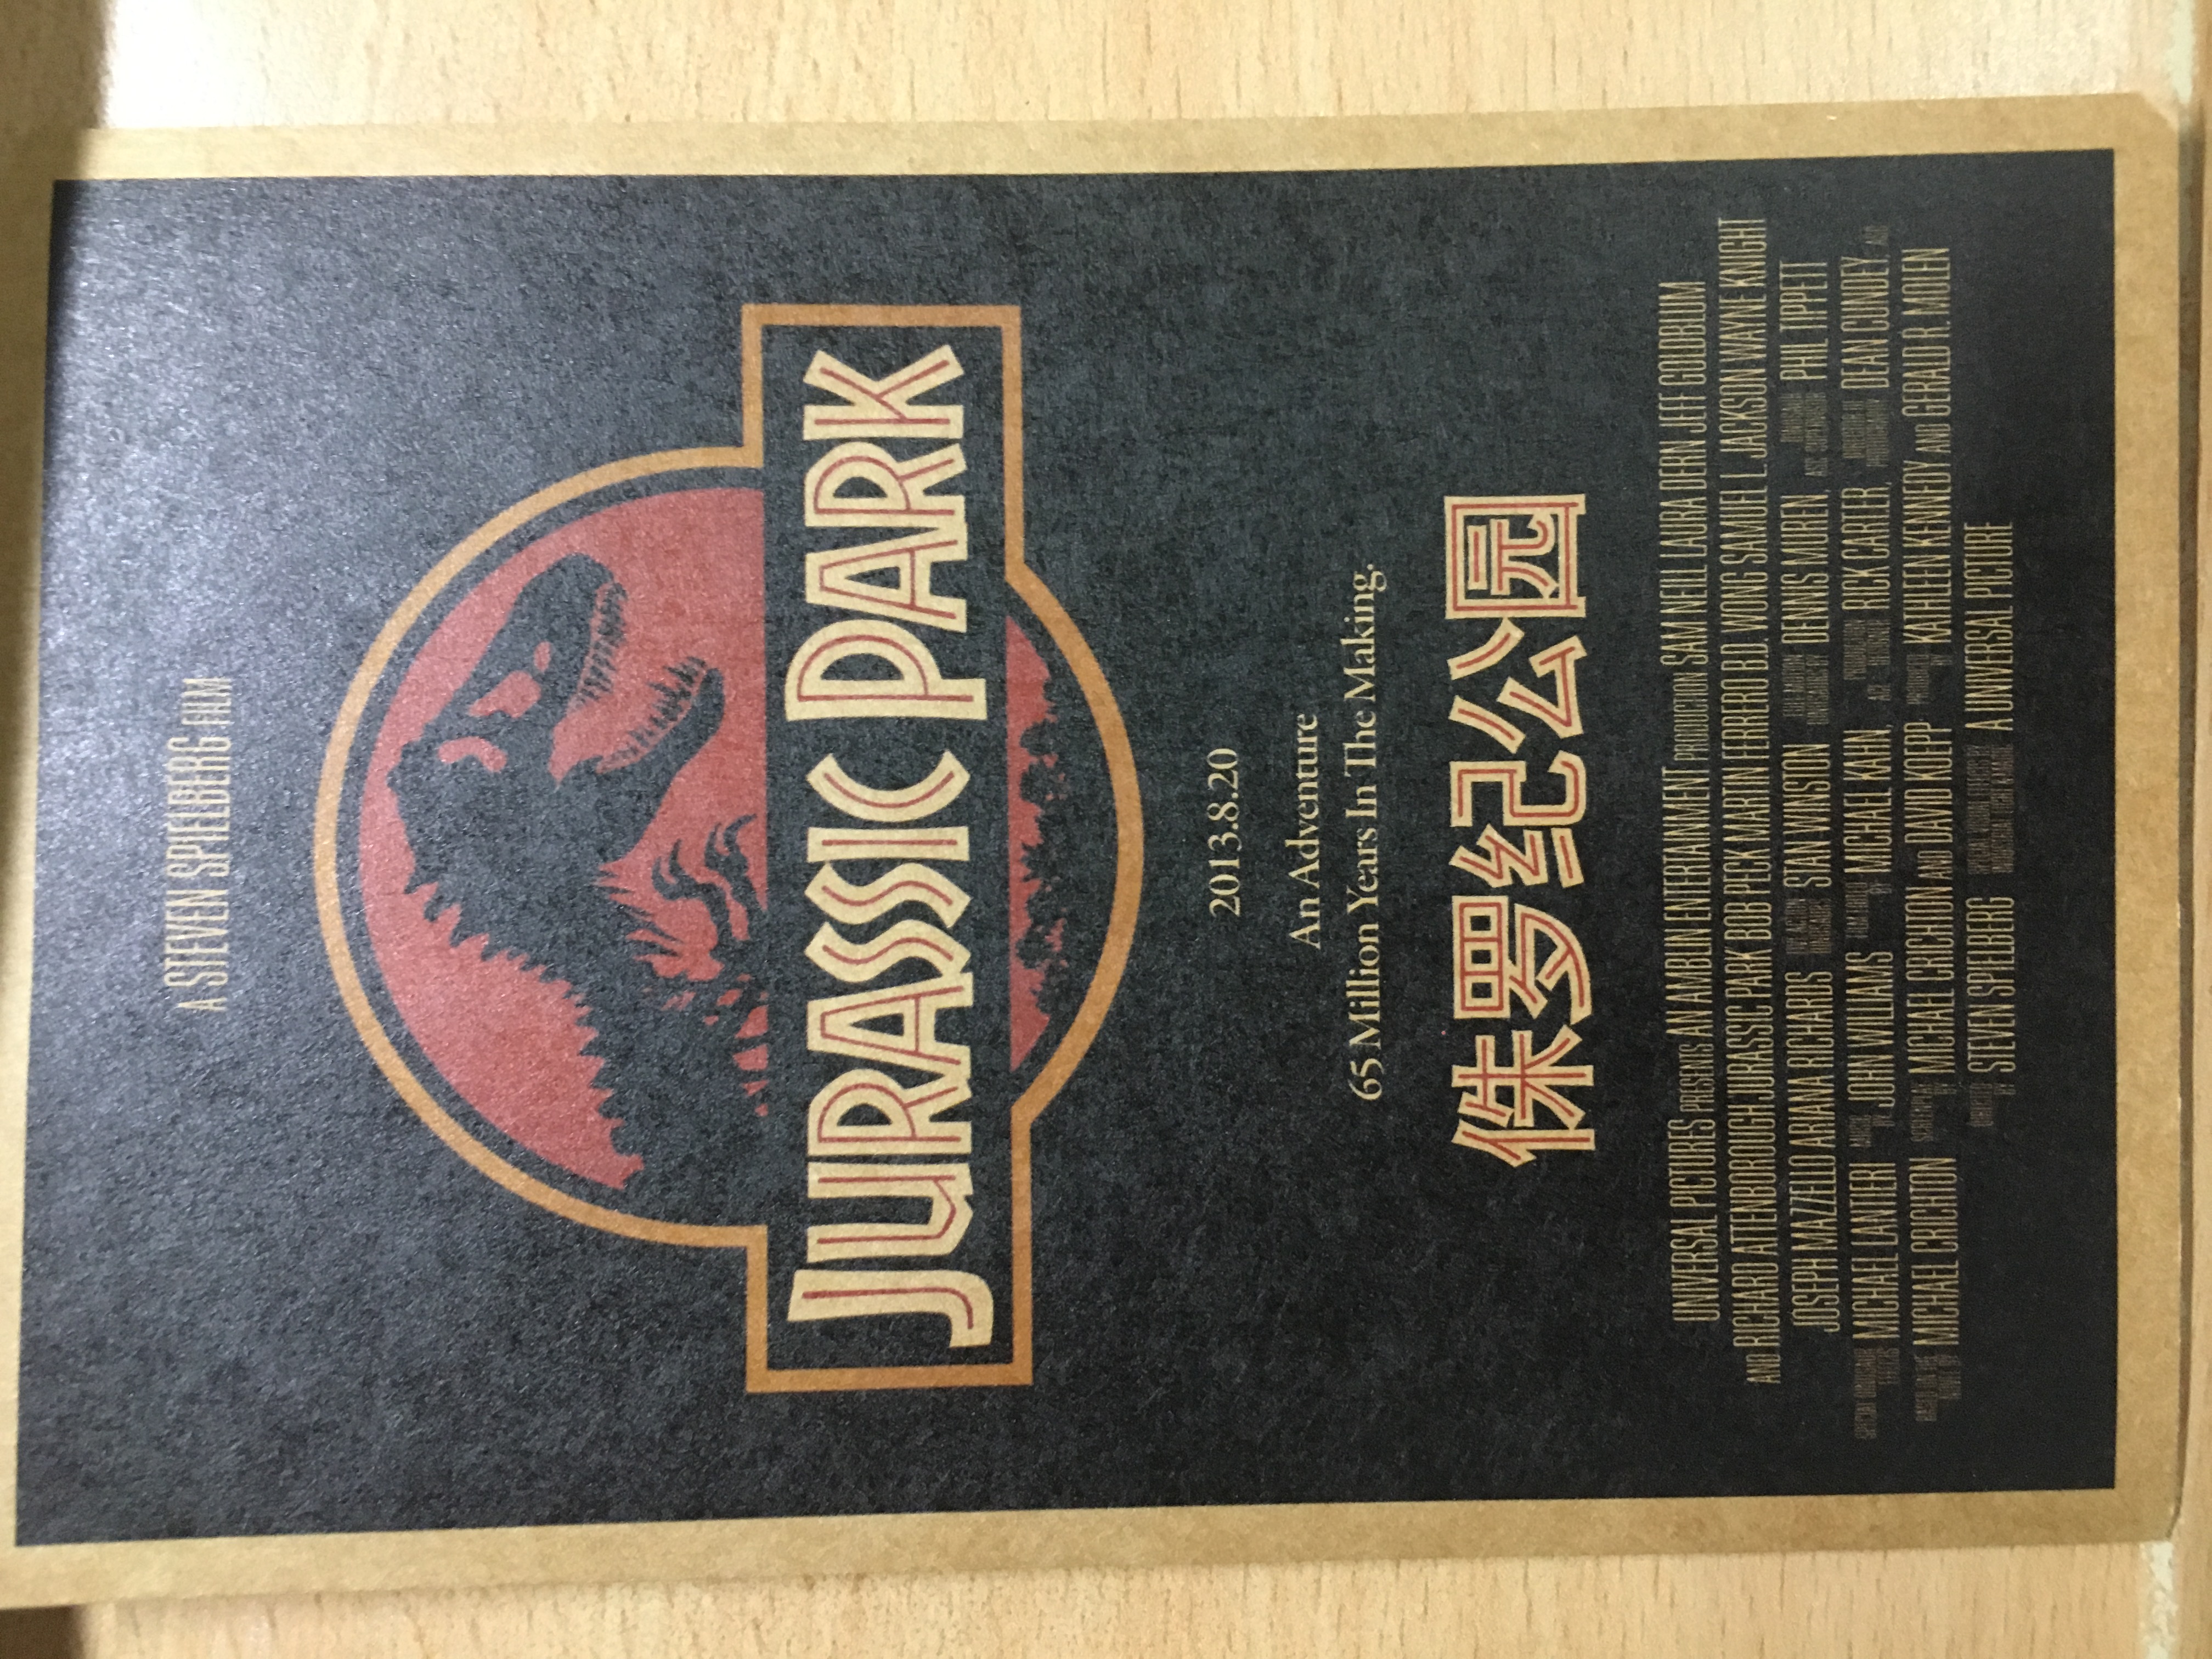 A STEVEN SPIELBERG FILM
JURASSIC PARK
2013.8.20
An Adventure
65 Million Years In The Making.
侏罗纪公园
UNIVERSAL PICTURES PRESENTS AN AMBLIN ENTERTAINMENT PRODUCTION SAM NEILL LAURA DERN JEFF GOLDBLUM
AND RICHARD ATTENBOROUGH JURASSIC PARK BOB PECK MARTIN FERRERO B.D. WONG SAMUEL L. JACKSON WAYNE KNIGHT
JOSEPH MAZZELLO ARIANA RICHARDS STAN WINSTON DENNIS MUREN, PHIL TIPPETT
MICHAEL LANTIERI JOHN WILLIAMS MICHAEL KAHN, RICK CARTER, DEAN CUNDEY,
MICHAEL CRICHTON MICHAEL CRICHTON AND DAVID KOEPP KATHLEEN KENNEDY AND GERALD R. MOLEN
STEVEN SPIELBERG A UNIVERSAL PICTURE